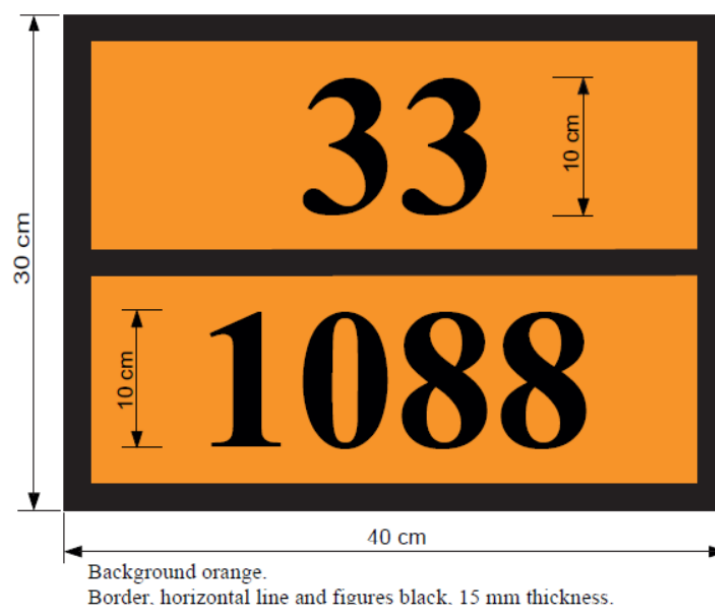 33
10 cm
30 cm
1088
10 cm
40 cm
Background orange.
Border, horizontal line and figures black, 15 mm thickness.